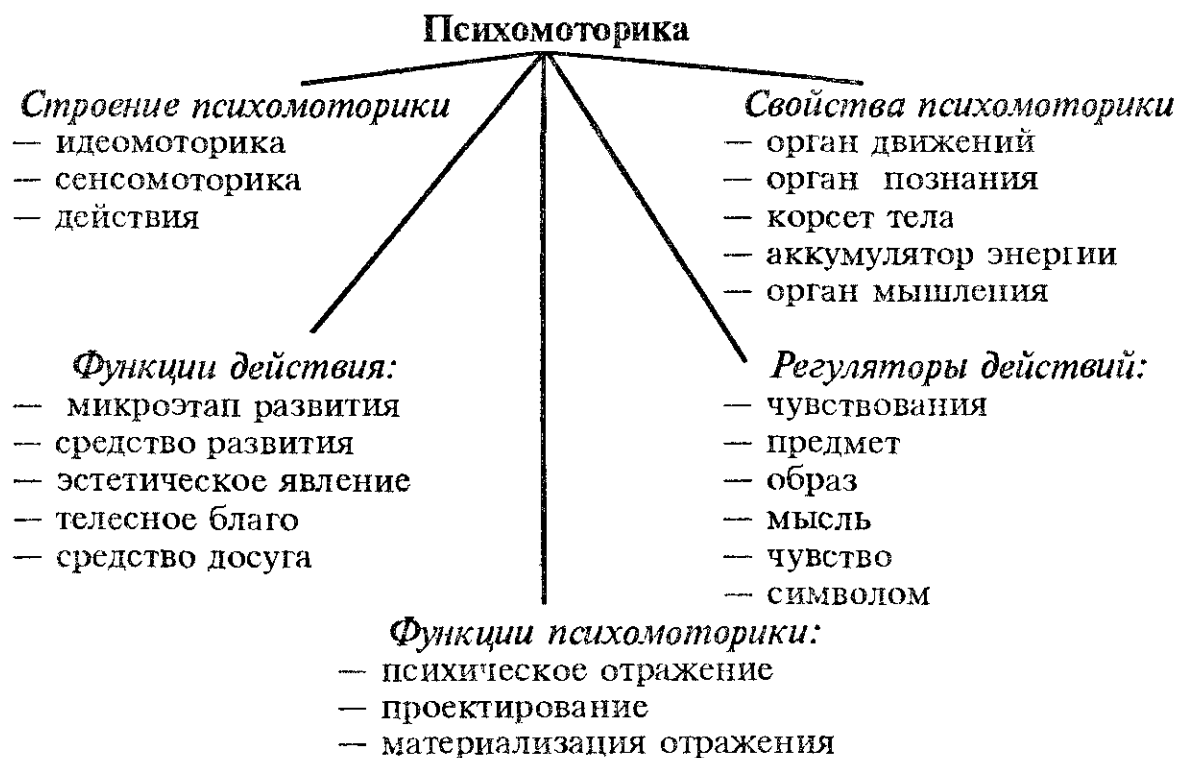 Психомоторика
Строение психомоторики
— идеомоторика
— сенсомоторика
— действия
Свойства психомоторики
— орган движений
— орган познания
— корсет тела
— аккумулятор энергии
— орган мышления
Функции действия:
— микроэтап развития
— средство развития
— эстетическое явление
— телесное благо
— средство досуга
Регуляторы действий:
— чувствования
— предмет
— образ
— мысль
— чувство
— символом
Функции психомоторики:
— психическое отражение
— проектирование
— материализация отражения